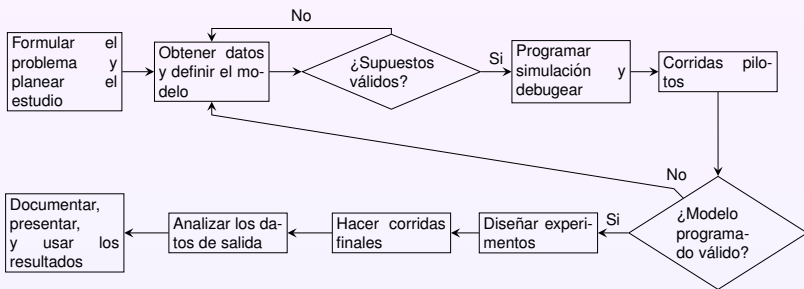 No
Formular el
problema y
planear el
estudio
Obtener datos
y definir el mo-
delo
¿Supuestos
válidos?
Si
Programar
simulación y
debugear
Corridas pilo-
tos
No
¿Modelo
programa-
do válido?
Si
Diseñar experi-
mentos
Hacer corridas
finales
Analizar los da-
tos de salida
Documentar,
presentar,
y usar los
resultados